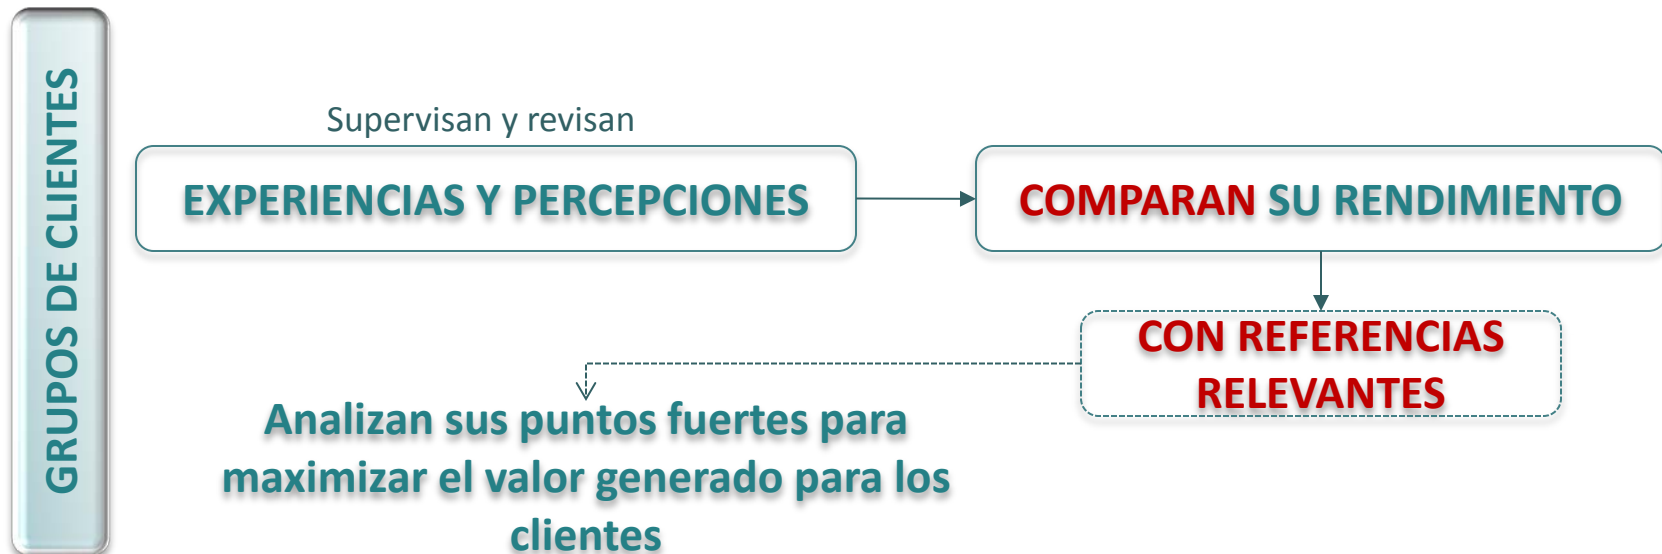 GRUPOS DE CLIENTES
Supervisan y revisan
EXPERIENCIAS Y PERCEPCIONES
COMPARAN SU RENDIMIENTO
CON REFERENCIAS
RELEVANTES
Analizan sus puntos fuertes para
maximizar el valor generado para los
clientes